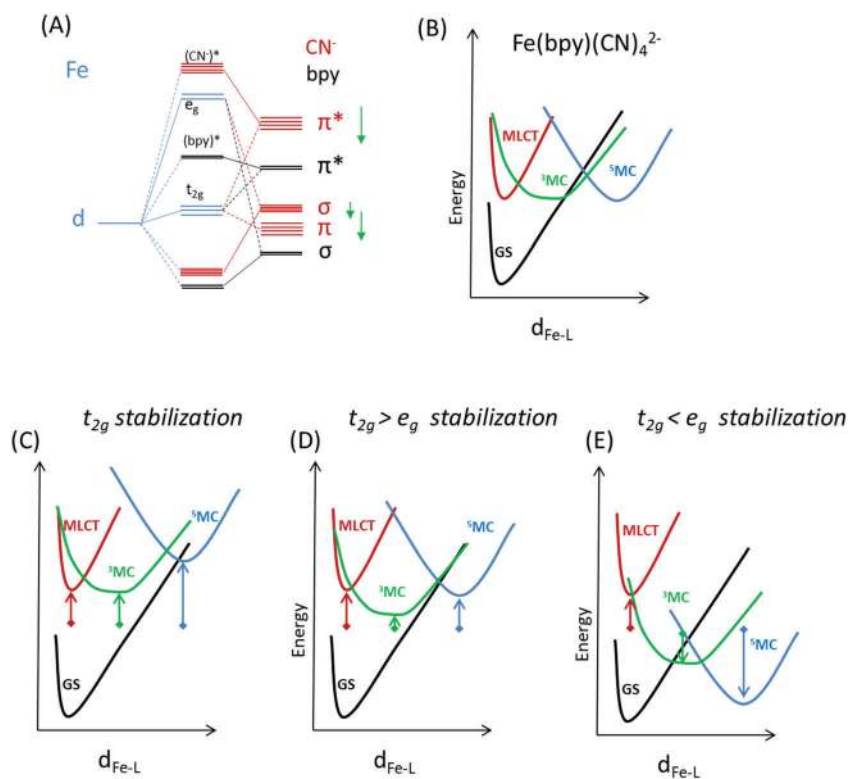 (A)
Fe
CN⁻
bpy
(CN⁻)*
e_g
π*
(bpy)*
π*
t_2g
d
σ
π
σ
(B)
Fe(bpy)(CN)₄²⁻
MLCT
³MC
⁵MC
GS
Energy
d_Fe-L
t_2g stabilization
(C)
MLCT
⁵MC
³MC
GS
Energy
d_Fe-L
t_2g > e_g stabilization
(D)
MLCT
⁵MC
³MC
GS
Energy
d_Fe-L
t_2g < e_g stabilization
(E)
MLCT
³MC
⁵MC
GS
Energy
d_Fe-L